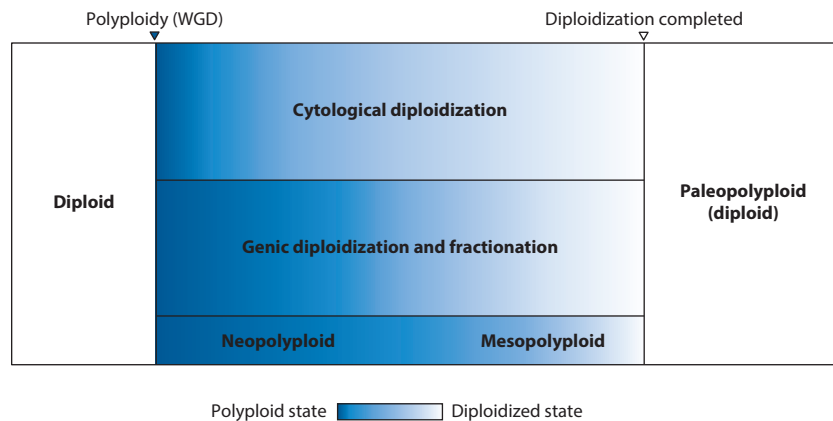 Polyploidy (WGD)
Diploidization completed
Cytological diploidization
Diploid
Paleopolyploid
(diploid)
Genic diploidization and fractionation
Neopolyploid
Mesopolyploid
Polyploid state
Diploidized state